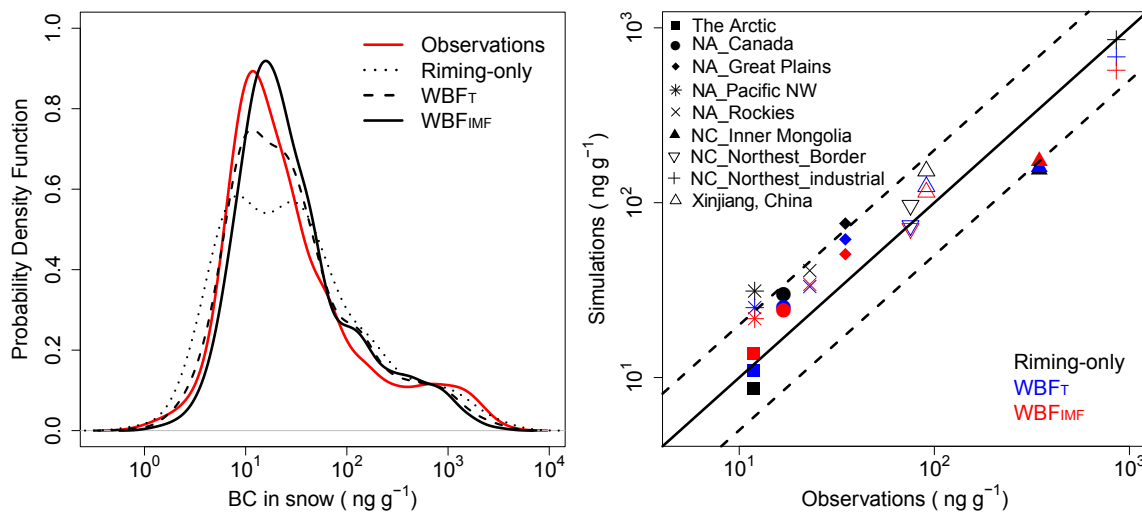 Probability Density Function
1.0
0.8
0.6
0.4
0.2
0.0
Observations
Riming-only
WBFT
WBFIMF
10⁰ 10¹ 10² 10³ 10⁴
BC in snow ( ng g⁻¹)
Simulations ( ng g⁻¹)
10³
10²
10¹
The Arctic
NA_Canada
NA_Great Plains
NA_Pacific NW
NA_Rockies
NC_Inner Mongolia
NC_Northest_Border
NC_Northest_industrial
Xinjiang, China
Riming-only
WBFT
WBFIMF
10¹ 10² 10³
Observations ( ng g⁻¹)